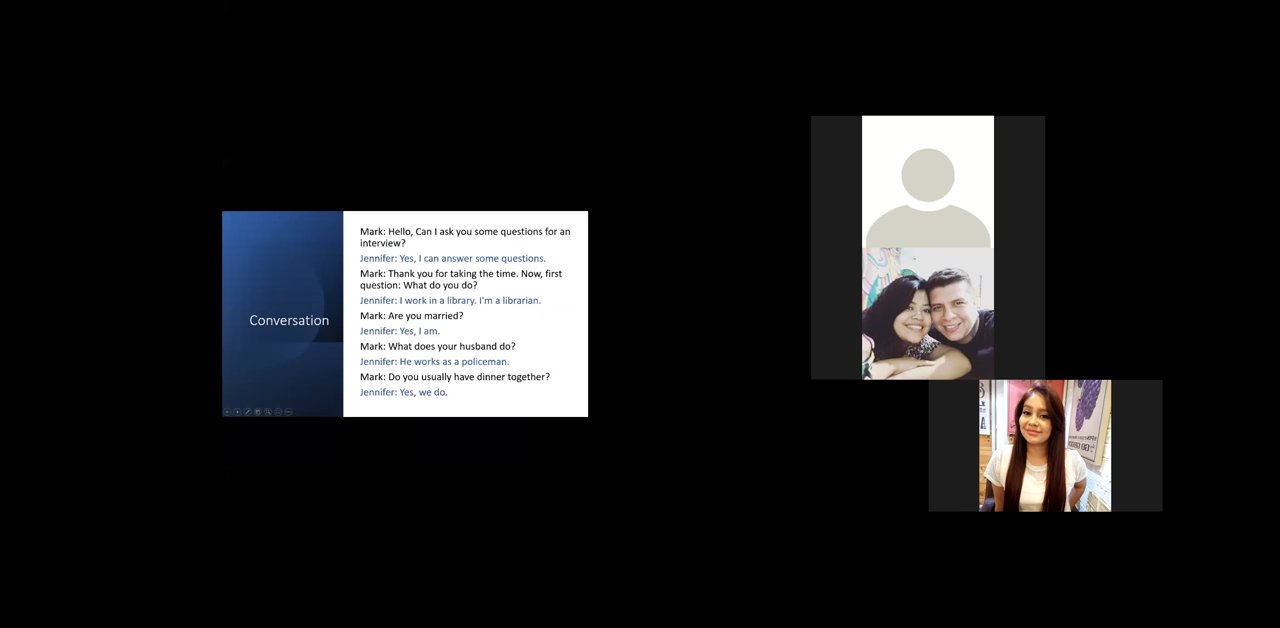 Conversation
Mark: Hello, Can I ask you some questions for an
interview?
Jennifer: Yes, I can answer some questions.
Mark: Thank you for taking the time. Now, first
question: What do you do?
Jennifer: I work in a library. I'm a librarian.
Mark: Are you married?
Jennifer: Yes, I am.
Mark: What does your husband do?
Jennifer: He works as a policeman.
Mark: Do you usually have dinner together?
Jennifer: Yes, we do.